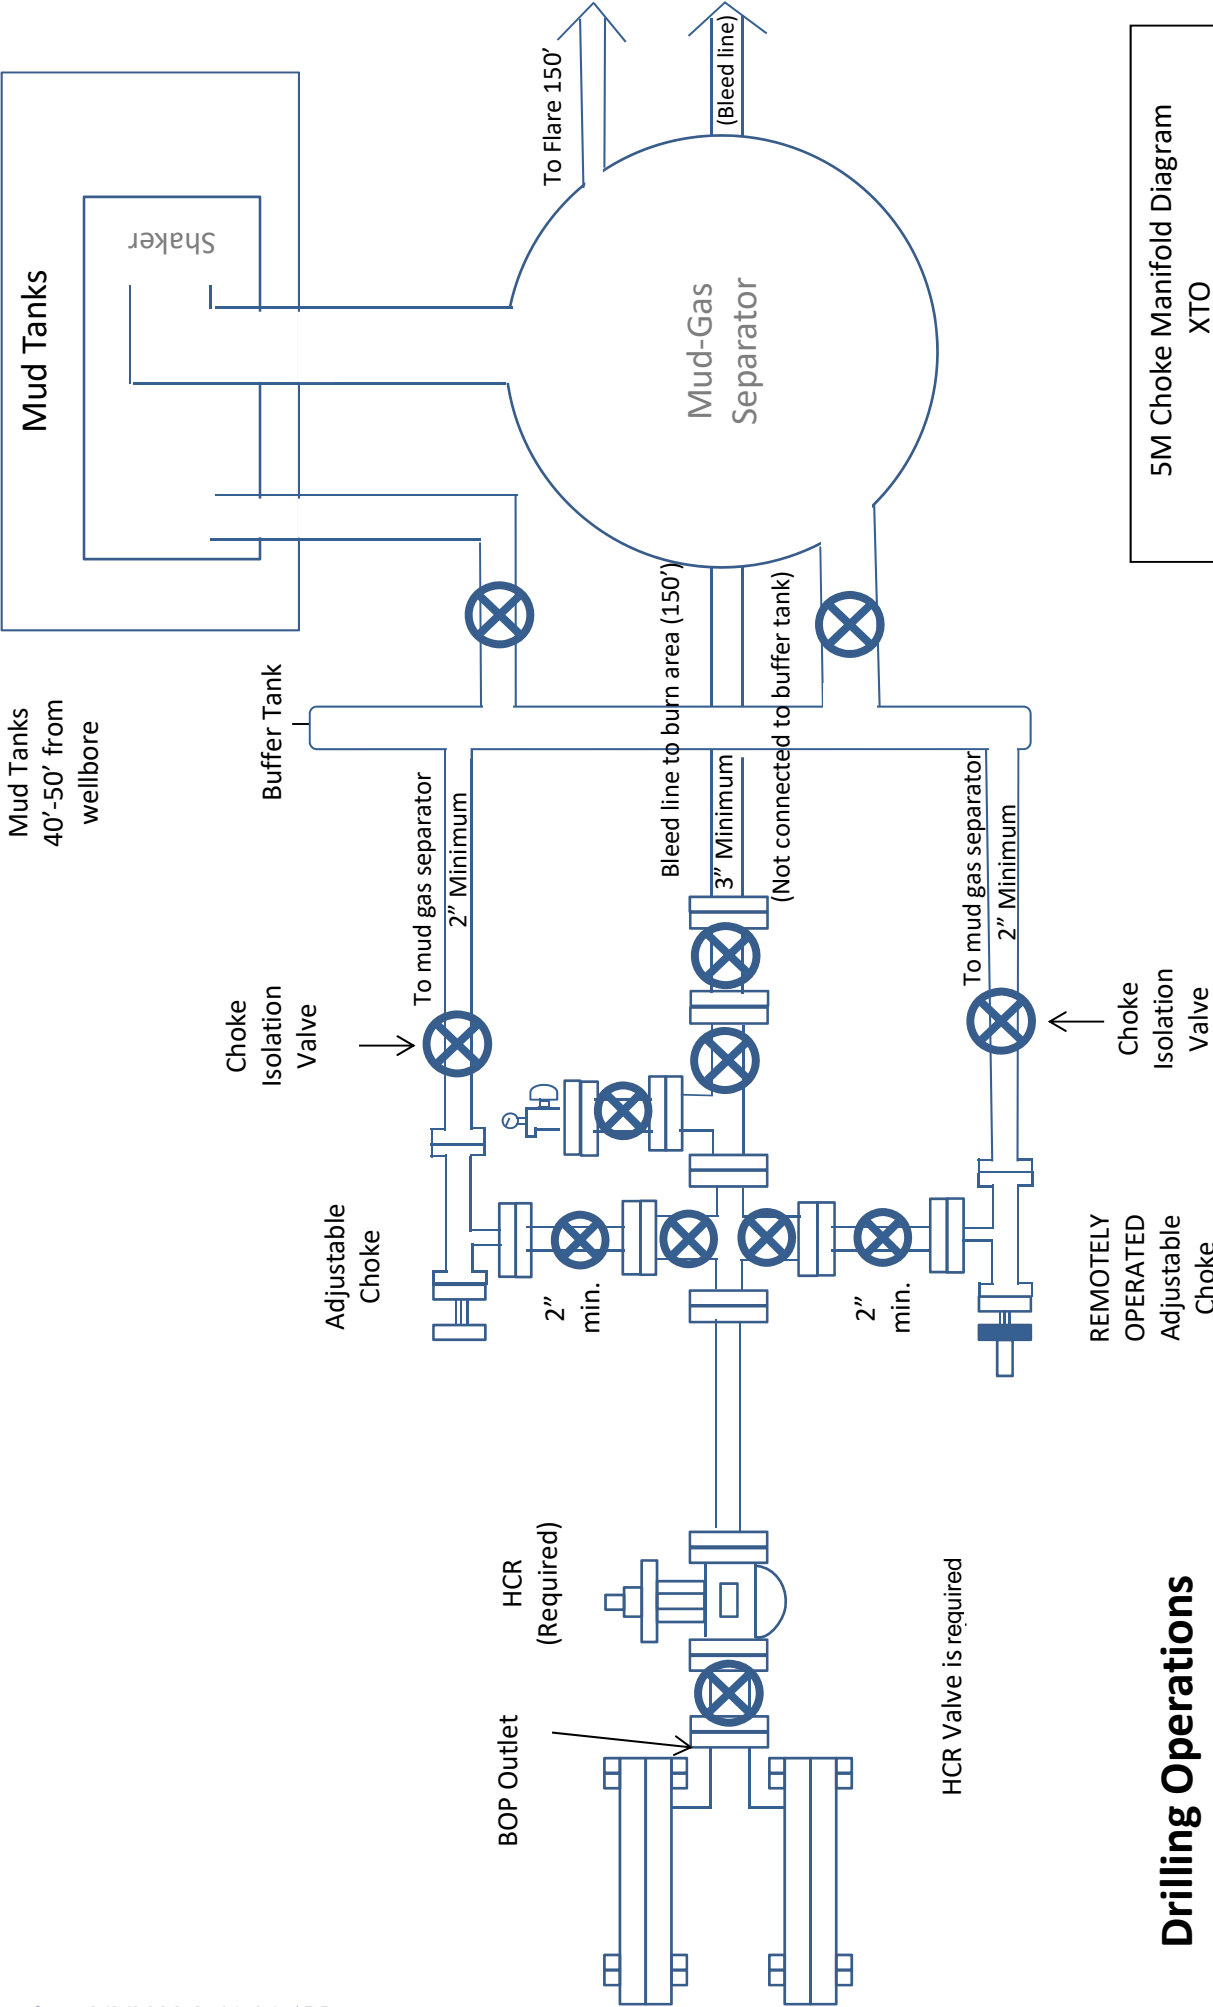 Mud Tanks
40’-50’ from
wellbore
Mud Tanks
Shaker
Buffer Tank
Choke
Isolation
Valve
To mud gas separator
2” Minimum
Adjustable
Choke
To Flare 150’
(Bleed line)
Mud-Gas
Separator
Bleed line to burn area (150’)
3” Minimum
(Not connected to buffer tank)
HCR
(Required)
BOP Outlet
2”
min.
2”
min.
To mud gas separator
2” Minimum
HCR Valve is required
REMOTELY
OPERATED
Adjustable
Choke
Choke
Isolation
Valve
Drilling Operations
5M Choke Manifold Diagram
XTO